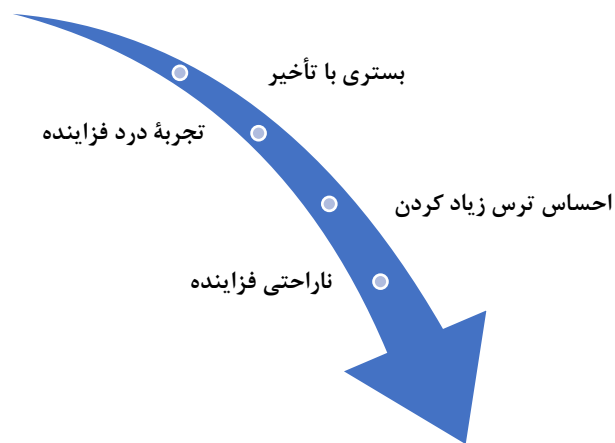 بستری با تأخیر
تجربهٔ درد فزاینده
احساس ترس زیاد کردن
ناراحتی فزاینده